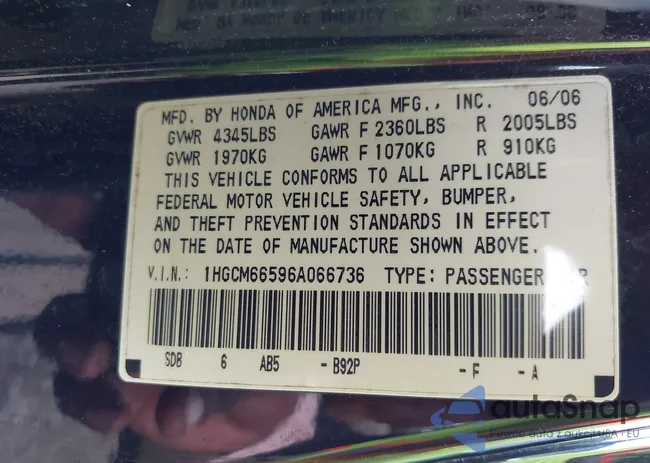 MFD. BY HONDA OF AMERICA MFG., INC. 06/06
GVWR 4345LBS GAWR F 2360LBS R 2005LBS
GVWR 1970KG GAWR F 1070KG R 910KG
THIS VEHICLE CONFORMS TO ALL APPLICABLE
FEDERAL MOTOR VEHICLE SAFETY, BUMPER,
AND THEFT PREVENTION STANDARDS IN EFFECT
ON THE DATE OF MANUFACTURE SHOWN ABOVE.
V.I.N.: 1HGCM66596A066736 TYPE: PASSENGER
SDB 6 AB5 - B92P - F - A
autaSnap